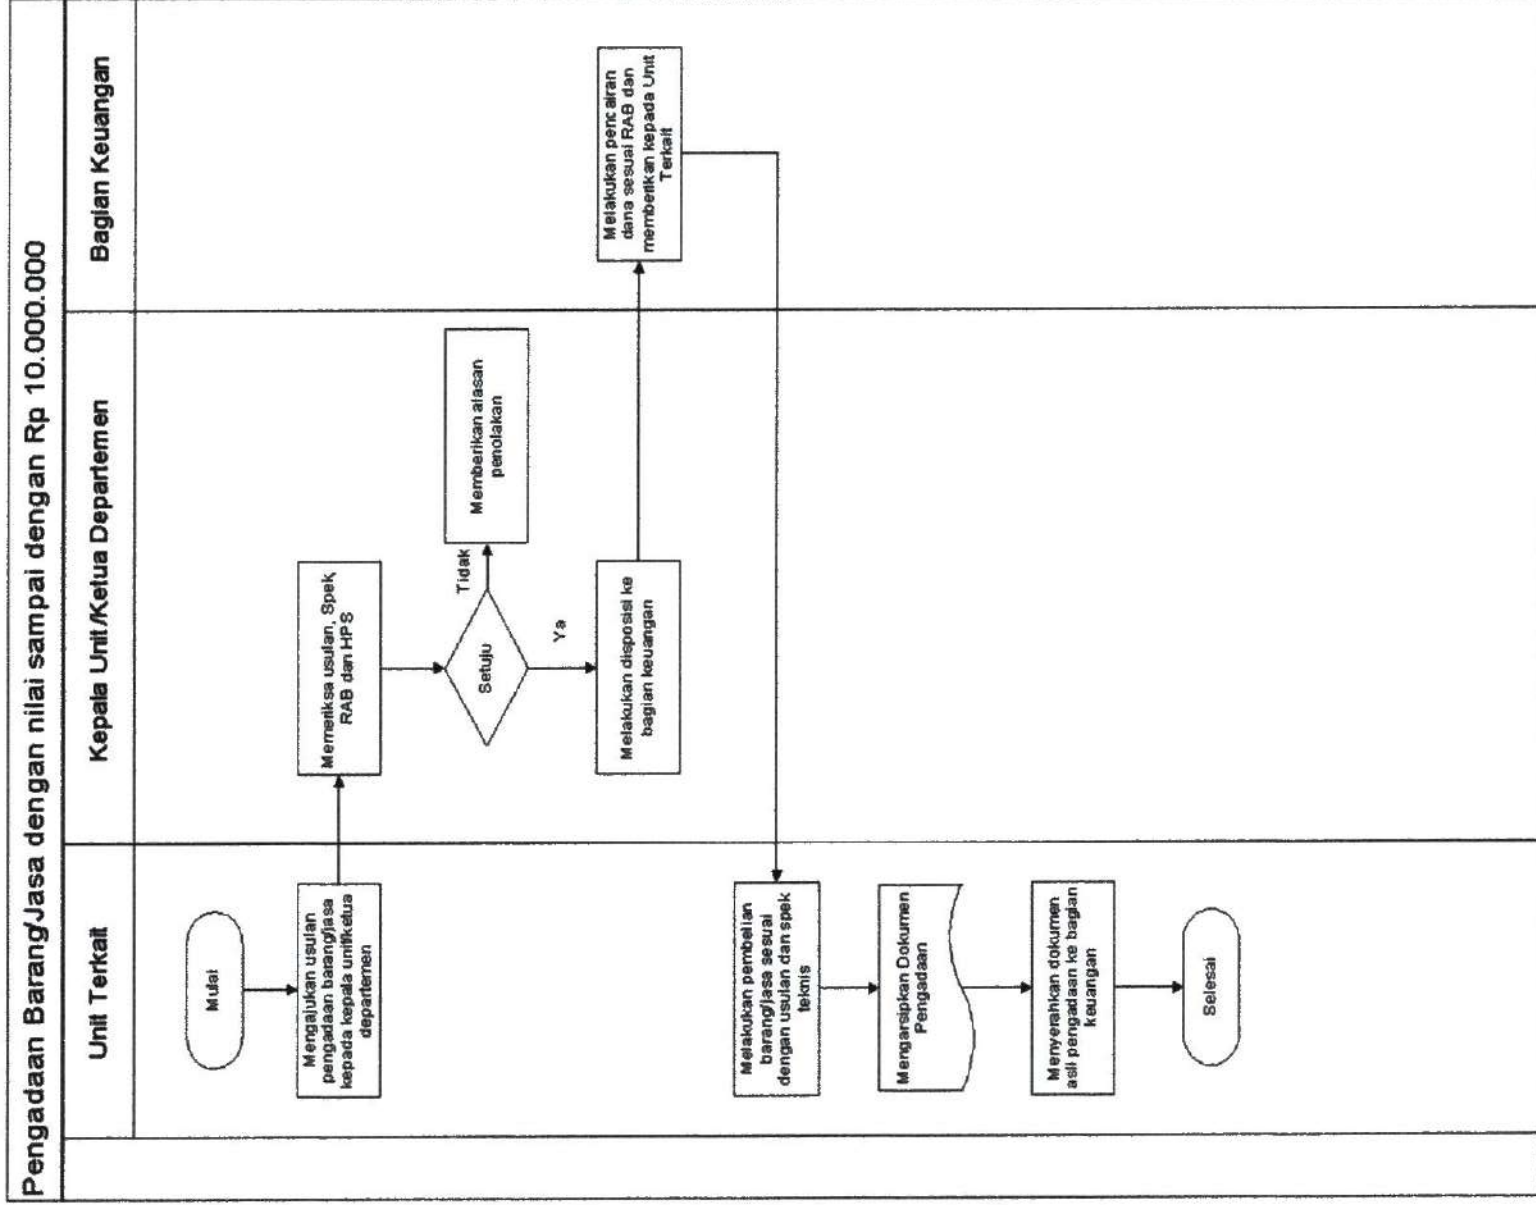 Pengadaan Barang/Jasa dengan nilai sampai dengan Rp 10.000.000
Unit Terkait
Kepala Unit/Ketua Departemen
Bagian Keuangan
Mulai
Mengajukan usulan
pengadaan barang/jasa
kepada kepala unit/ketua
departemen
Memeriksa usulan, Spek,
RAB dan HPS
Setuju
Tidak
Memberikan alasan
penolakan
Ya
Melakukan disposisi ke
bagian keuangan
Melakukan pencairan
dana sesuai RAB dan
memberikan kepada Unit
Terkait
Melakukan pembelian
barang/jasa sesuai
dengan usulan dan spek
teknis
Mengarsipkan Dokumen
Pengadaan
Menyerahkan dokumen
asli pengadaan ke bagian
keuangan
Selesai